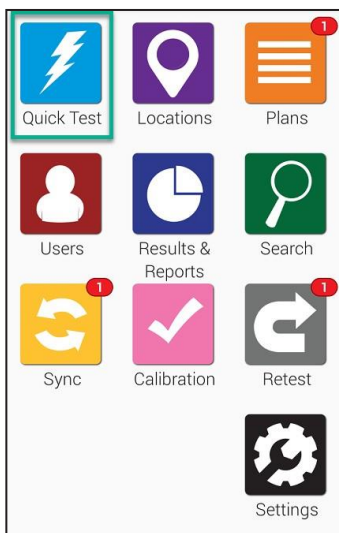 1
Quick Test Locations Plans
Users Results & Search
Reports
1 1
Sync Calibration Retest
Settings